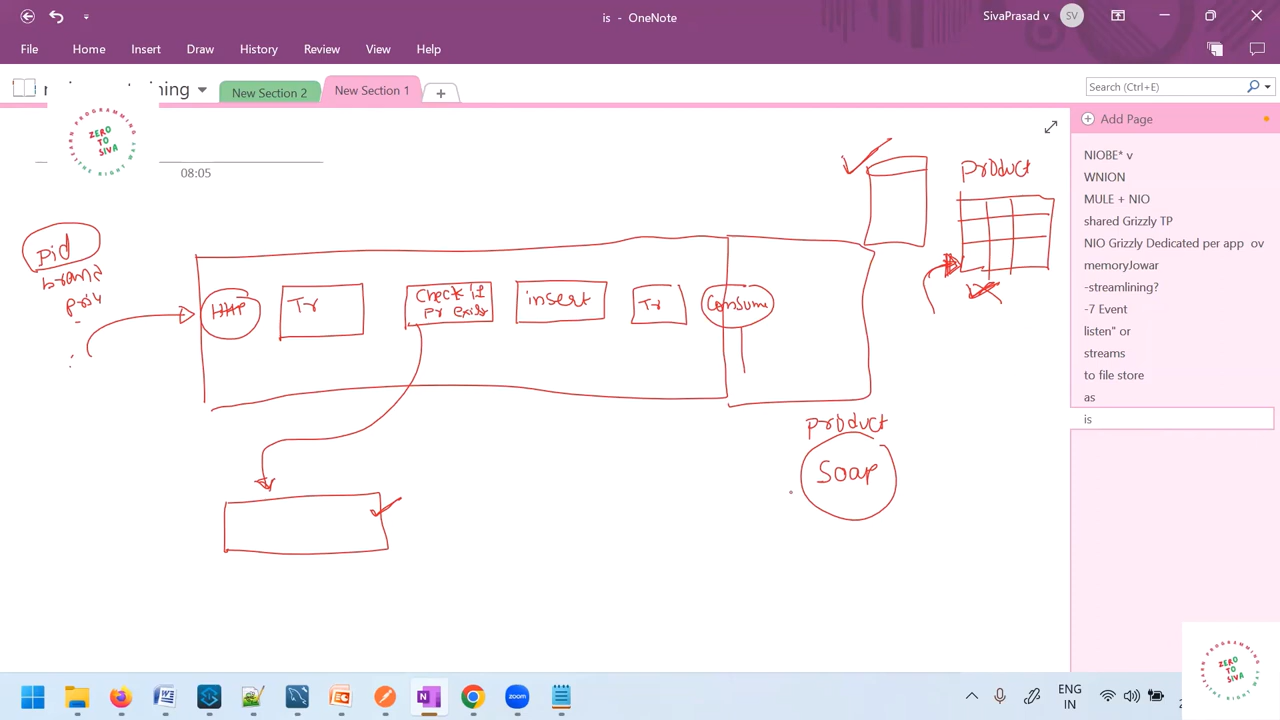 is - OneNote
SivaPrasad v
SV
File Home Insert Draw History Review View Help
New Section 2
New Section 1
Search (Ctrl+E)
Add Page
ZERO
TO
SIVA
08:05
NIOBE* v
WNION
MULE + NIO
shared Grizzly TP
NIO Grizzly Dedicated per app ov
memoryJowar
-streamlining?
-7 Event
listen" or
streams
to file store
as
is
product
pid
HTTP
Tr
Check if
pr exists
insert
Tr
Consume
product
Soap
ZERO
TO
SIVA
ENG
IN